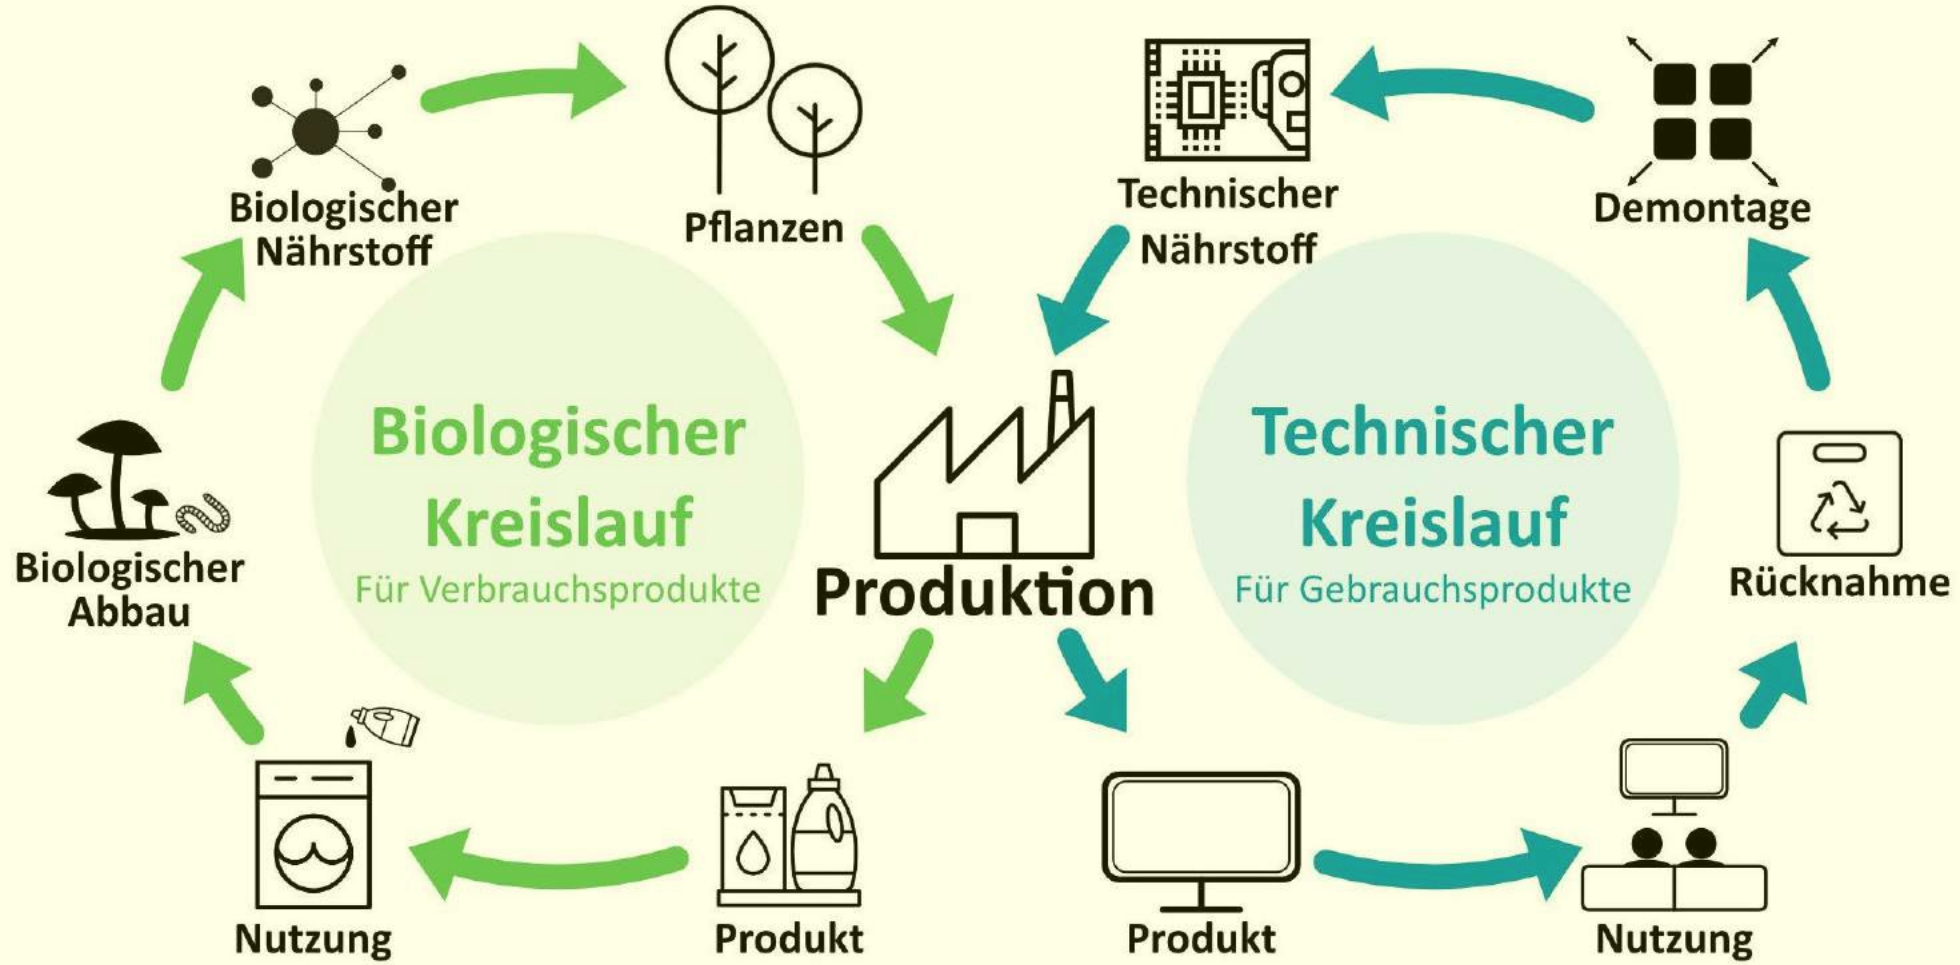 Biologischer
Nährstoff
Pflanzen
Technischer
Nährstoff
Demontage
Biologischer
Kreislauf
Für Verbrauchsprodukte
Technischer
Kreislauf
Für Gebrauchsprodukte
Biologischer
Abbau
Produktion
Rücknahme
Nutzung
Produkt
Produkt
Nutzung